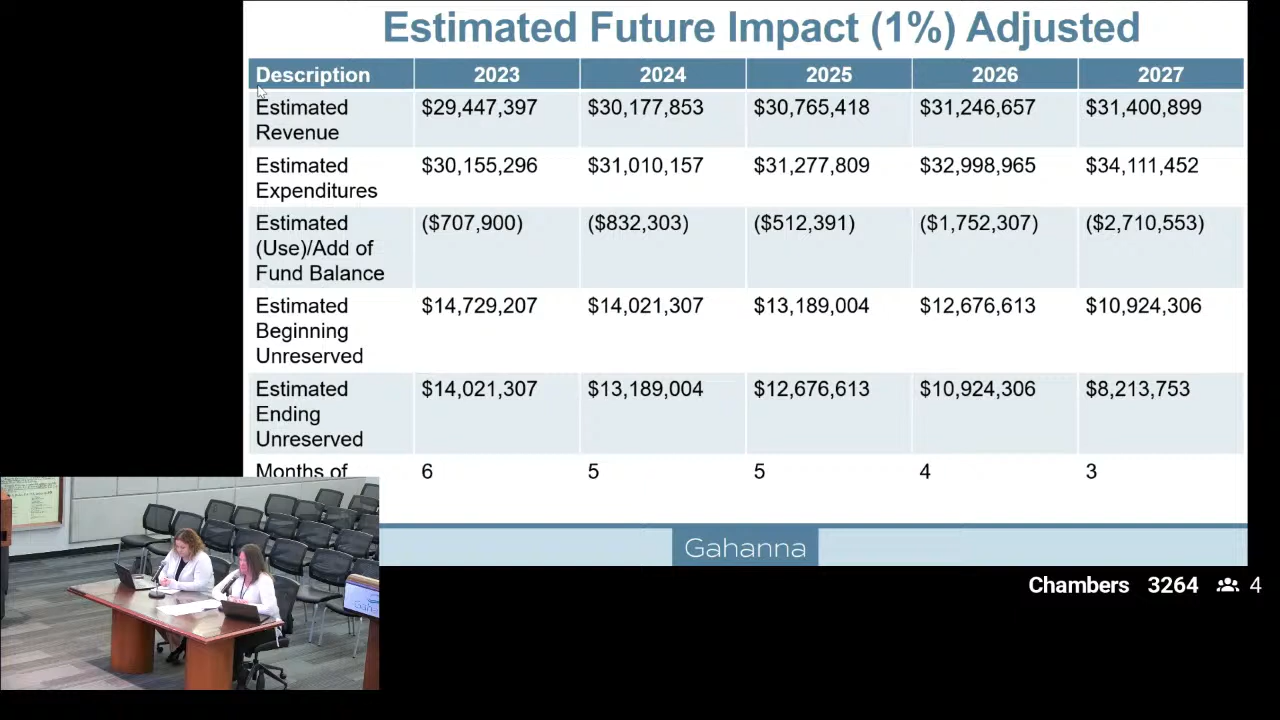 Estimated Future Impact (1%) Adjusted
Description 2023 2024 2025 2026 2027
Estimated $29,447,397 $30,177,853 $30,765,418 $31,246,657 $31,400,899
Revenue
Estimated $30,155,296 $31,010,157 $31,277,809 $32,998,965 $34,111,452
Expenditures
Estimated ($707,900) ($832,303) ($512,391) ($1,752,307) ($2,710,553)
(Use)/Add of
Fund Balance
Estimated $14,729,207 $14,021,307 $13,189,004 $12,676,613 $10,924,306
Beginning
Unreserved
Estimated $14,021,307 $13,189,004 $12,676,613 $10,924,306 $8,213,753
Ending
Unreserved
Months of 6 5 5 4 3
Gahanna
Chambers 3264 4